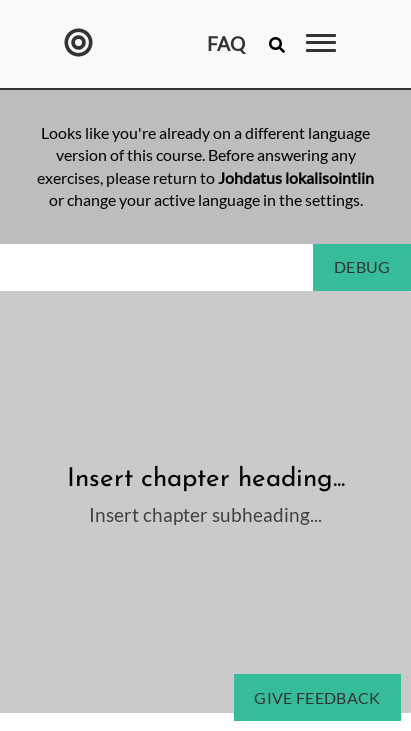 FAQ
Looks like you're already on a different language
version of this course. Before answering any
exercises, please return to Johdatus lokalisointiin
or change your active language in the settings.
DEBUG
Insert chapter heading...
Insert chapter subheading...
GIVE FEEDBACK